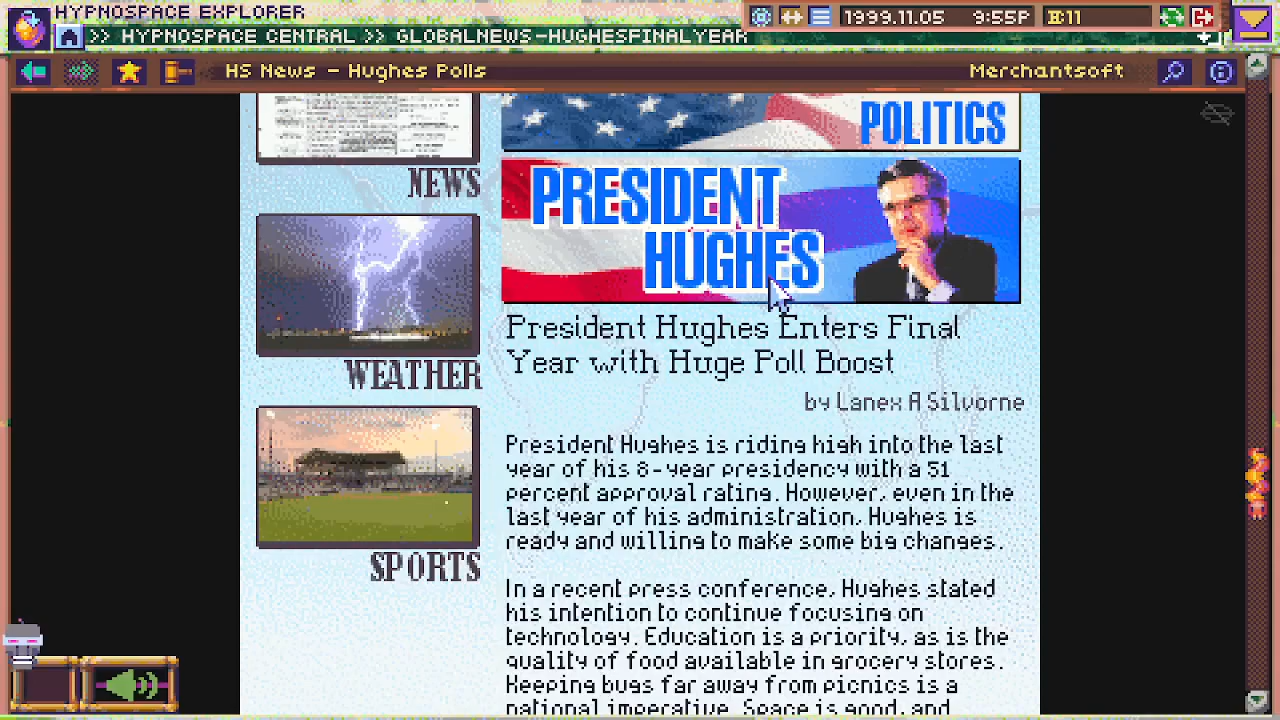 HYPNOSPACE EXPLORER
1999.11.05 9:55P
11
>> HYPNOSPACE CENTRAL >> GLOBALNEWS-HUGHESFINALYEAR
HS News - Hughes Polls
Merchantsoft
POLITICS
NEWS
WEATHER
SPORTS
PRESIDENT
HUGHES
President Hughes Enters Final
Year with Huge Poll Boost
by Lanex A Silvorne
President Hughes is riding high into the last
year of his 8-year presidency with a 51
percent approval rating. However, even in the
last year of his administration, Hughes is
ready and willing to make some big changes.
In a recent press conference, Hughes stated
his intention to continue focusing on
technology. Education is a priority, as is the
quality of food available in grocery stores.
Keeping bugs far away from picnics is a
national imperative. Space is good, and